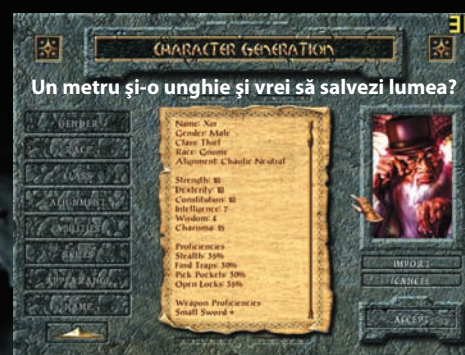 CHARACTER GENERATION
Un metru şi-o unghie şi vrei să salvezi lumea?
GENDER
RACE
CLASS
ALIGNMENT
ABILITIES
SKILLS
APPEARANCE
NAME
Name: Xin
Gender: Male
Class: Thief
Race: Gnome
Alignment: Chaotic Neutral
Strength: 18
Dexterity: 18
Constitution: 18
Intelligence: 7
Wisdom: 4
Charisma: 15
Proficiencies
Stealth: 35%
Find Traps: 30%
Pick Pockets: 30%
Open Locks: 35%
Weapon Proficiencies
Small Sword +
IMPORT
CANCEL
ACCEPT